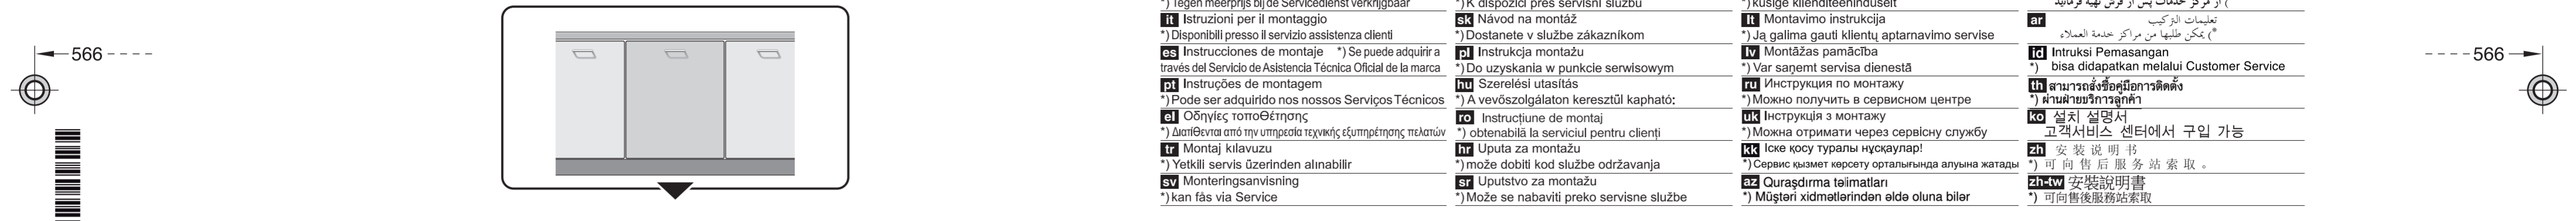 566
*) Tegen meerprijs bij de Servicedienst verkrijgbaar
it Istruzioni per il montaggio
*) Disponibili presso il servizio assistenza clienti
es Instrucciones de montaje *) Se puede adquirir a
través del Servicio de Asistencia Técnica Oficial de la marca
pt Instruções de montagem
*) Pode ser adquirido nos nossos Serviços Técnicos
el Οδηγίες τοποθέτησης
*) Διατίθενται από την υπηρεσία τεχνικής εξυπηρέτησης πελατών
tr Montaj kılavuzu
*) Yetkili servis üzerinden alınabilir
sv Monteringsanvisning
*) kan fås via Service
*) K dispozici přes servisní službu
sk Návod na montáž
*) Dostanete v službe zákazníkom
pl Instrukcja montażu
*) Do uzyskania w punkcie serwisowym
hu Szerelési utasítás
*) A vevőszolgálaton keresztül kapható:
ro Instrucţiune de montaj
*) obtenabilă la serviciul pentru clienţi
hr Uputa za montažu
*) može dobiti kod službe održavanja
sr Uputstvo za montažu
*) Može se nabaviti preko servisne službe
*) küsige klienditeeninduselt
lt Montavimo instrukcija
*) Ją galima gauti klientų aptarnavimo servise
lv Montāžas pamācība
*) Var saņemt servisa dienestā
ru Инструкция по монтажу
*) Можно получить в сервисном центре
uk Інструкція з монтажу
*) Можна отримати через сервісну службу
kk Іске қосу туралы нұсқаулар!
*) Сервис қызмет көрсету орталығында алуына жатады
az Quraşdırma təlimatları
*) Müştəri xidmətlərindən əldə oluna bilər
*) از مرکز خدمات پس از فرش تهیه فرمائید
ar تعليمات التركيب
*) يمكن طلبها من مراكز خدمة العملاء
id Intruksi Pemasangan
*) bisa didapatkan melalui Customer Service
th สามารถสั่งซื้อคู่มือการติดตั้ง
*) ผ่านฝ่ายบริการลูกค้า
ko 설치 설명서
고객서비스 센터에서 구입 가능
zh 安装说明书
*) 可向售后服务站索取。
zh-tw 安裝說明書
*) 可向售後服務站索取
566